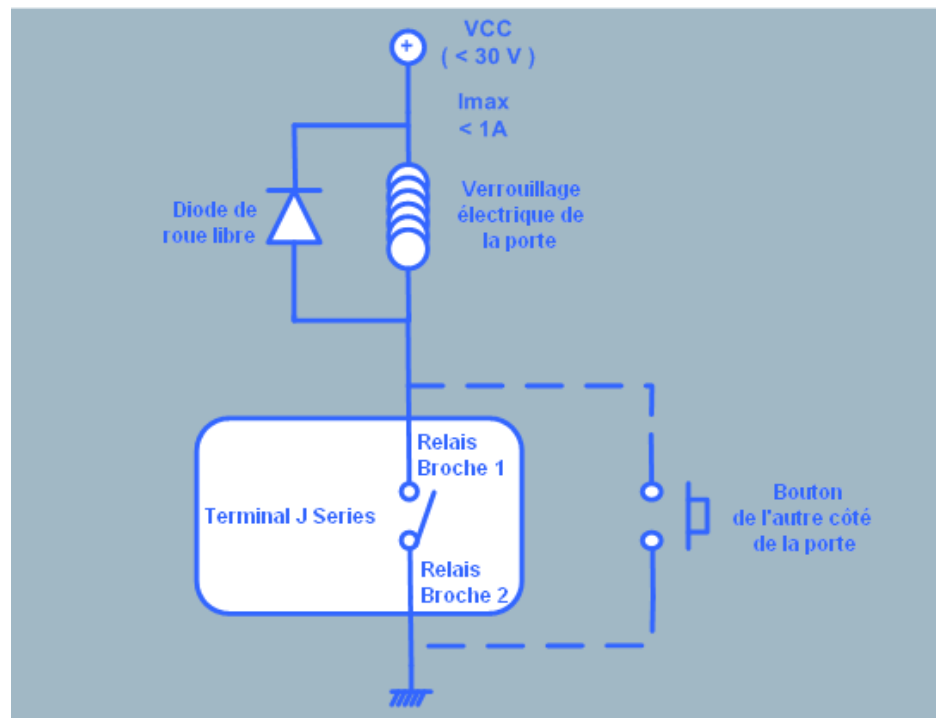 VCC
( < 30 V )
Imax
< 1A
Verrouillage
électrique de
la porte
Diode de
roue libre
Relais
Broche 1
Terminal J Series
Relais
Broche 2
Bouton
de l'autre côté
de la porte